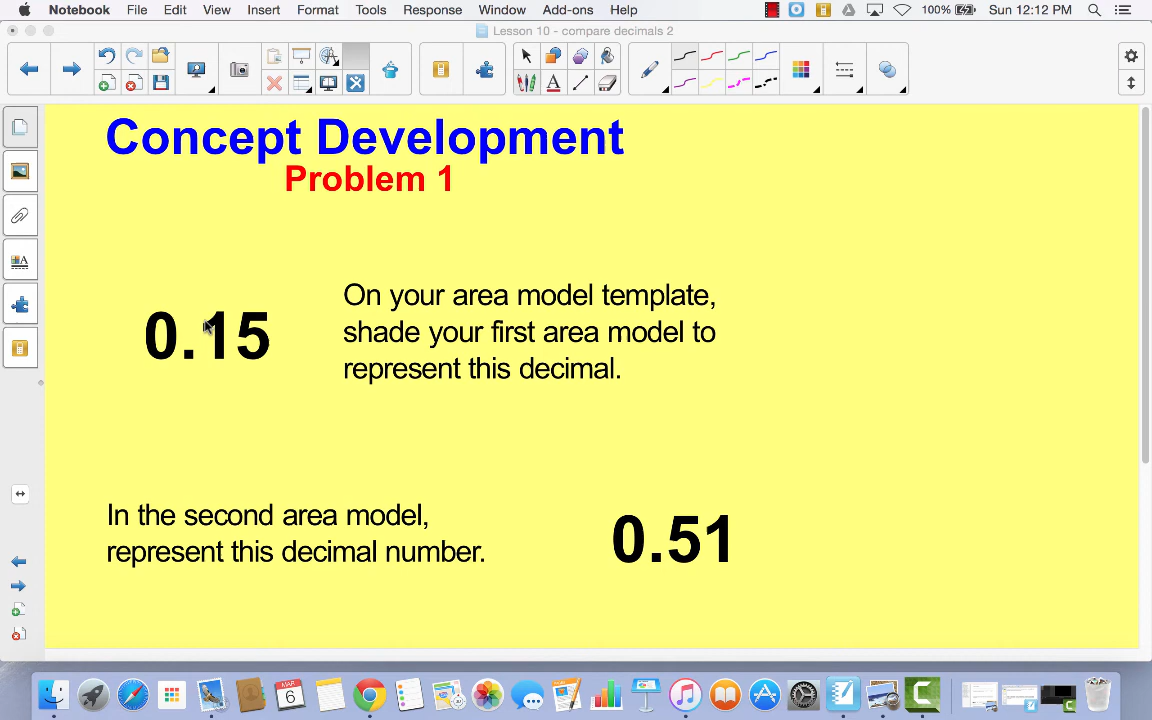 Notebook File Edit View Insert Format Tools Response Window Add-ons Help 100% Sun 12:12 PM
Lesson 10 - compare decimals 2
Concept Development
Problem 1
On your area model template,
0.15
shade your first area model to
represent this decimal.
In the second area model,
0.51
represent this decimal number.
MAR
6